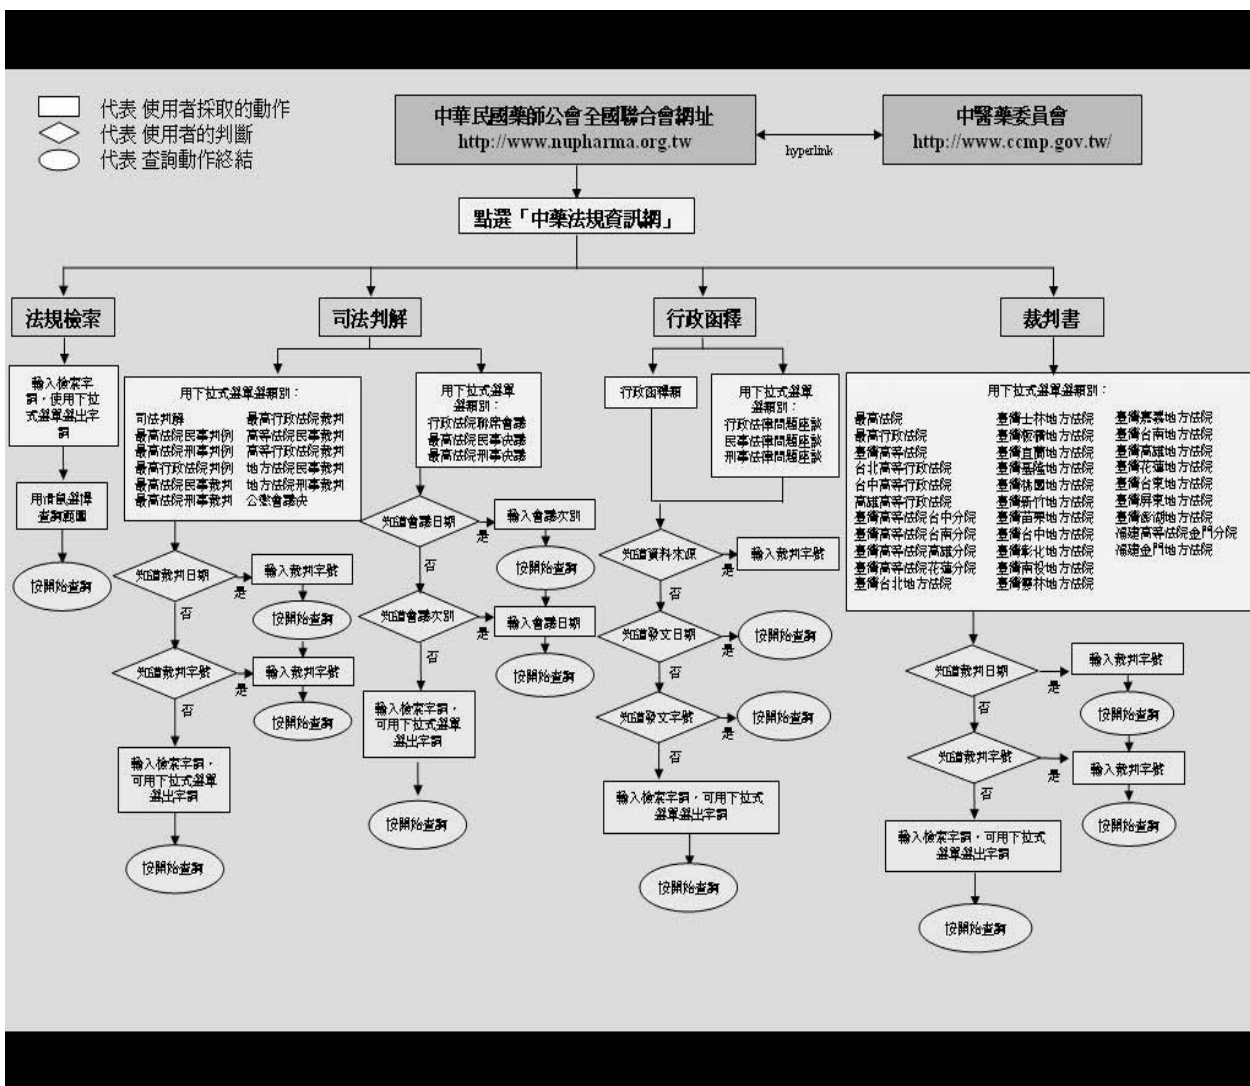 代表 使用者採取的動作
代表 使用者的判斷
代表 查詢動作終結
中華民國藥師公會全國聯合會網址
http://www.nupharma.org.tw
hyperlink
中醫藥委員會
http://www.ccmp.gov.tw/
點選「中藥法規資訊網」
法規檢索
司法判解
行政函釋
裁判書
輸入檢索字
詞，使用下拉
式選單選出字
詞
用滑鼠選擇
查詢範圍
按開始查詢
用下拉式選單選類別：
司法判解 最高行政法院裁判
最高法院民事判例 高等法院民事裁判
最高法院刑事判例 高等行政法院裁判
最高行政法院判例 地方法院民事裁判
最高法院民事裁判 地方法院刑事裁判
最高法院刑事裁判 公懲會議決
知道裁判日期
是
否
輸入裁判字號
按開始查詢
知道裁判字號
是
否
輸入裁判字號
按開始查詢
輸入檢索字詞，
可用下拉式選單
選出字詞
按開始查詢
用下拉式選單
選類別：
行政法院聯席會議
最高法院民事決議
最高法院刑事決議
知道會議日期
是
否
輸入會議次別
按開始查詢
知道會議次別
是
否
輸入會議日期
按開始查詢
輸入檢索字詞，
可用下拉式選單
選出字詞
按開始查詢
行政函釋類
用下拉式選單
選類別：
行政法律問題座談
民事法律問題座談
刑事法律問題座談
知道資料來源
是
否
輸入裁判字號
知道發文日期
是
否
按開始查詢
知道發文字號
是
否
按開始查詢
輸入檢索字詞，可用下拉式
選單選出字詞
按開始查詢
用下拉式選單選類別：
最高法院 臺灣士林地方法院 臺灣嘉義地方法院
最高行政法院 臺灣板橋地方法院 臺灣台南地方法院
臺灣高等法院 臺灣宜蘭地方法院 臺灣高雄地方法院
台北高等行政法院 臺灣基隆地方法院 臺灣花蓮地方法院
台中高等行政法院 臺灣桃園地方法院 臺灣台東地方法院
高雄高等行政法院 臺灣新竹地方法院 臺灣屏東地方法院
臺灣高等法院台中分院 臺灣苗栗地方法院 臺灣澎湖地方法院
臺灣高等法院台南分院 臺灣台中地方法院 福建高等法院金門分院
臺灣高等法院高雄分院 臺灣彰化地方法院 福建金門地方法院
臺灣高等法院花蓮分院 臺灣南投地方法院
臺灣台北地方法院 臺灣雲林地方法院
知道裁判日期
是
否
輸入裁判字號
按開始查詢
知道裁判字號
是
否
輸入裁判字號
按開始查詢
輸入檢索字詞，可用下拉式
選單選出字詞
按開始查詢